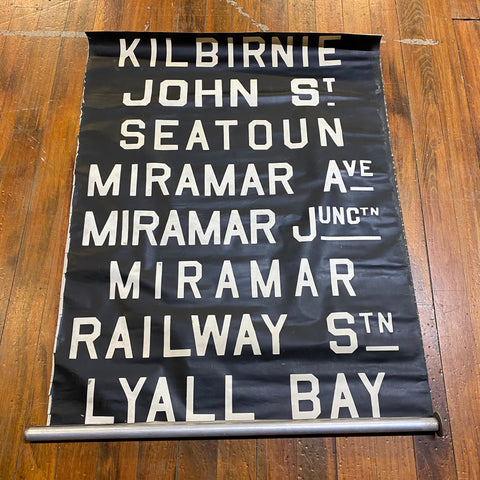 KILBIRNIE
JOHN ST
SEATOUN
MIRAMAR AVE
MIRAMAR JUNCTN
MIRAMAR
RAILWAY STN
LYALL BAY